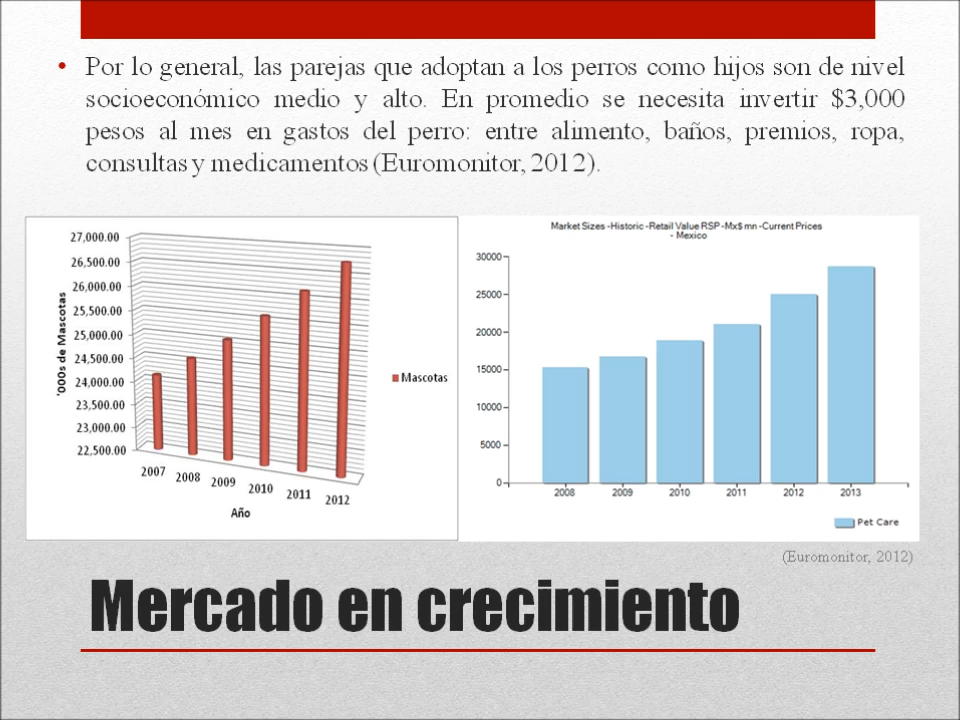 • Por lo general, las parejas que adoptan a los perros como hijos son de nivel
socioeconómico medio y alto. En promedio se necesita invertir $3,000
pesos al mes en gastos del perro: entre alimento, baños, premios, ropa,
consultas y medicamentos (Euromonitor, 2012).
27,000.00
26,500.00
26,000.00
25,500.00
25,000.00
24,500.00
24,000.00
23,500.00
23,000.00
22,500.00
'000s de Mascotas
2007 2008 2009 2010 2011 2012
Año
Mascotas
Market Sizes -Historic -Retail Value RSP -Mx$ mn -Current Prices
- Mexico
30000
25000
20000
15000
10000
5000
0
2008 2009 2010 2011 2012 2013
Pet Care
(Euromonitor, 2012)
Mercado en crecimiento